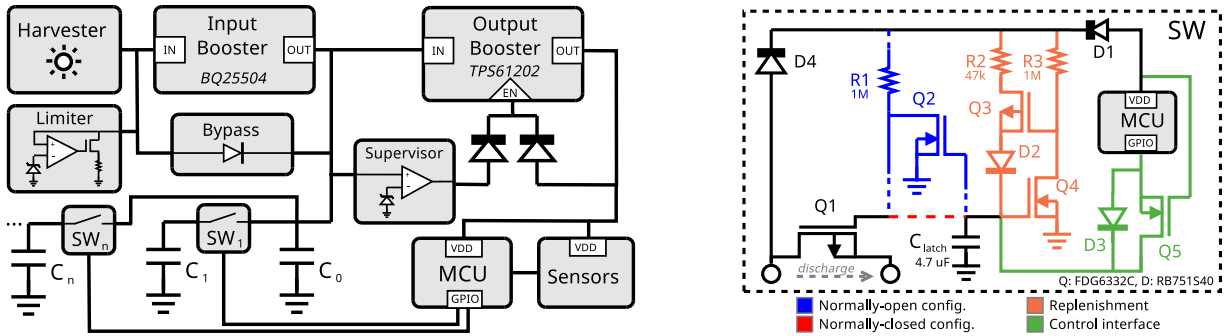 Harvester
Input
Booster
IN
OUT
BQ25504
Output
Booster
IN
OUT
TPS61202
EN
Limiter
+
-
Bypass
Supervisor
+
-
...
SWn
SW1
Cn
C1
C0
VDD
MCU
GPIO
VDD
Sensors
SW
D4
D1
R1
1M
R2
47k
R3
1M
Q2
Q3
D2
Q4
VDD
MCU
GPIO
Q1
Clatch
4.7 uF
D3
Q5
discharge
Q: FDG6332C, D: RB751S40
Normally-open config.
Replenishment
Normally-closed config.
Control interface